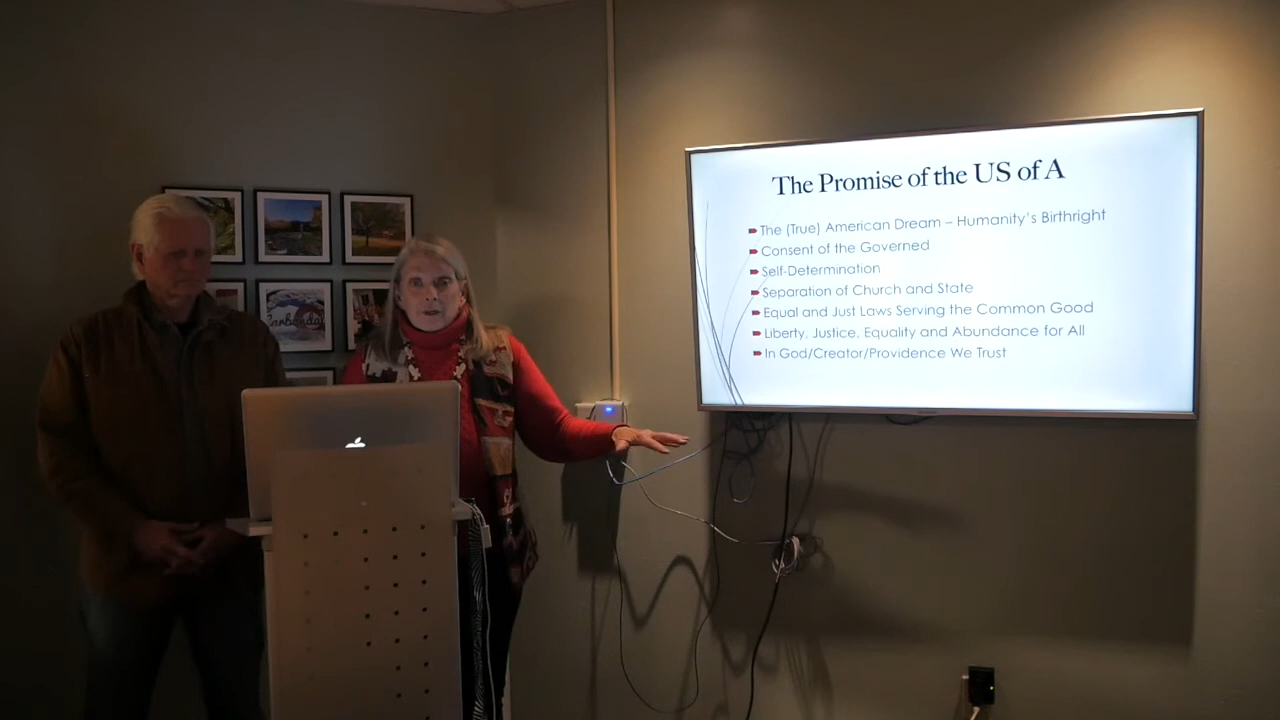 The Promise of the US of A
The (True) American Dream – Humanity's Birthright
Consent of the Governed
Self-Determination
Separation of Church and State
Equal and Just Laws Serving the Common Good
Liberty, Justice, Equality and Abundance for All
In God/Creator/Providence We Trust